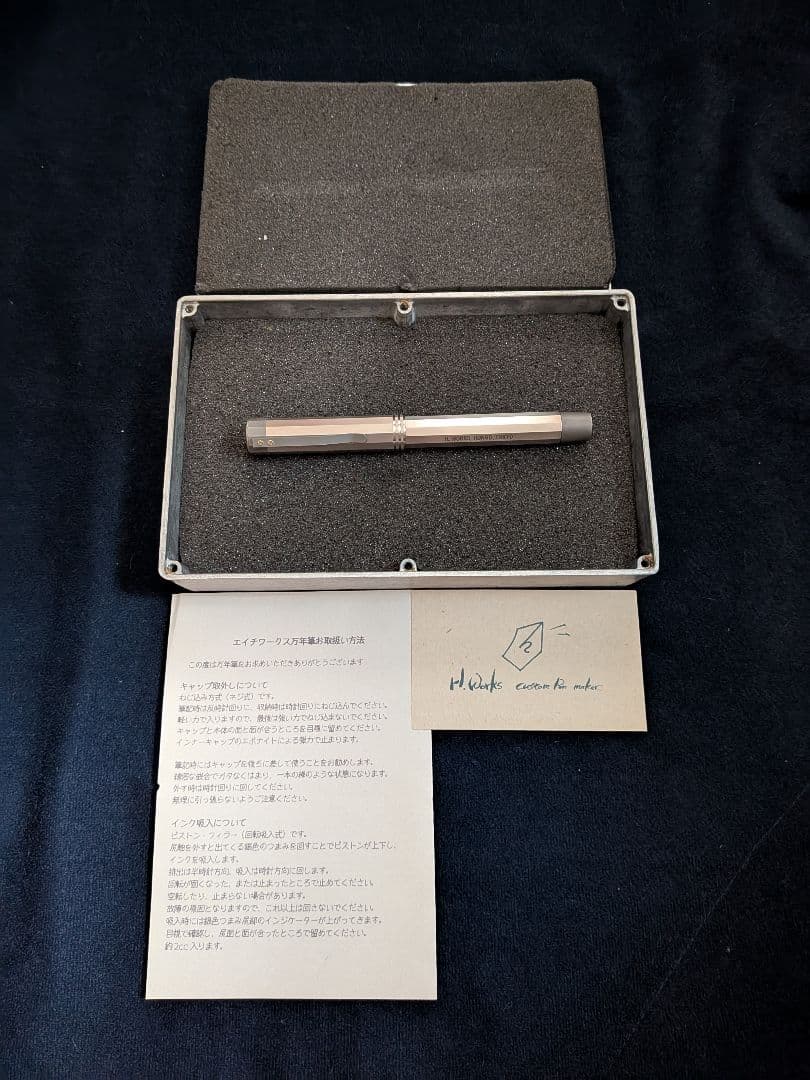 H.WORKS
エイチワークス万年筆お取扱い方法
この度は万年筆をお求めいただきありがとうございます
キャップ取外しについて
ねじ込み方式(ネジ式)です。
筆記時は反時計回りに、収納時は時計回りにねじ込んでください。
軽い力で入りますので、最後は強い力でねじ込まないでください。
キャップと本体の面と面が合うところを目標に留めてください。
インナーキャップのエボナイトによる弾力で止まります。
筆記時にはキャップを後ろに差して使うことをお勧めします。
緻密な嵌合でガタなくはまり、一本の棒のような状態になります。
外す時は時計回りに回してください。
無理に引っ張らないようご注意ください。
インク吸入について
ピストン・フィラー(回転吸入式)です。
尻軸を外すと出てくる銀色のつまみを回すことでピストンが上下し、
インクを吸入します。
排出は半時計方向、吸入は時計方向に回します。
回転が固くなった、または止まったところで止めてください。
空転したり、止まらない場合があります。
故障の原因となりますので、これ以上は回さないでください。
吸入時には銀色つまみ尻部のインジケーターが上がってきます。
目視で確認し、尻面と面が合ったところで留めてください。
約2cc入ります。
h
H.Works custom Pen maker